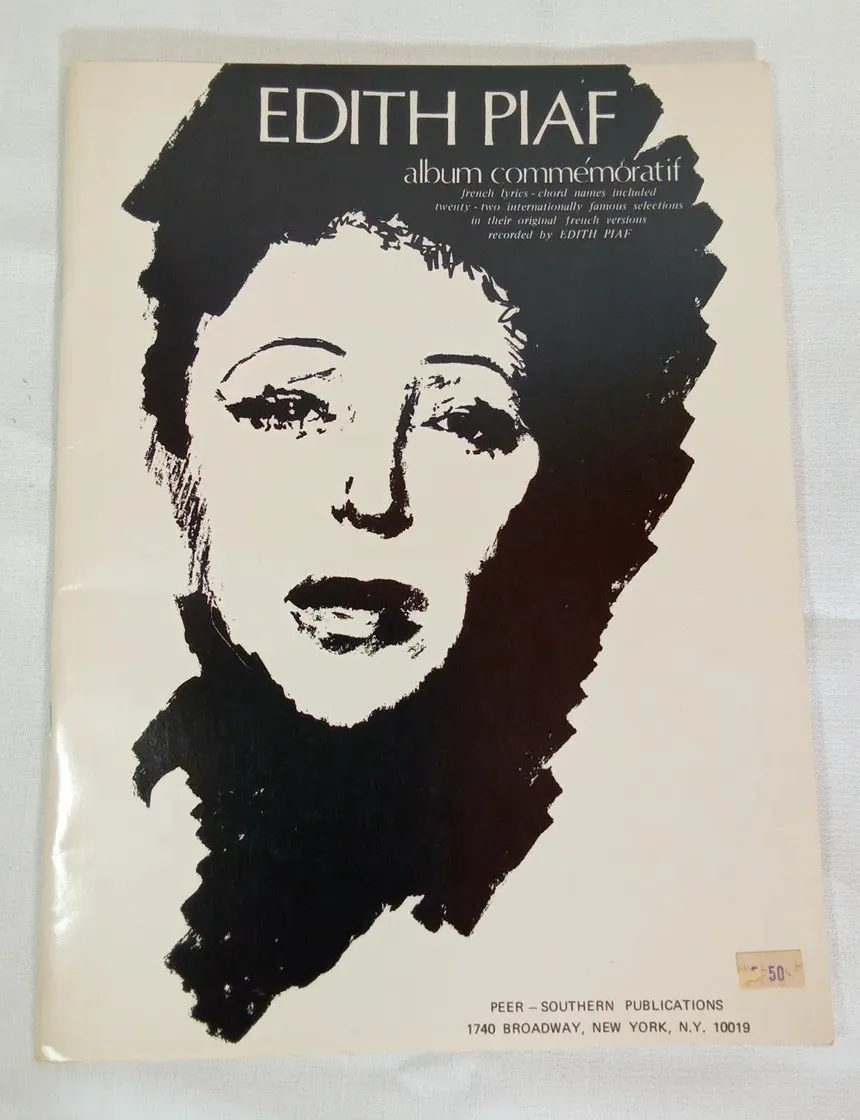 EDITH PIAF
album commémoratif
french lyrics - chord names included
twenty - two internationally famous selections
in their original french versions
recorded by EDITH PIAF
50
PEER – SOUTHERN PUBLICATIONS
1740 BROADWAY, NEW YORK, N.Y. 10019